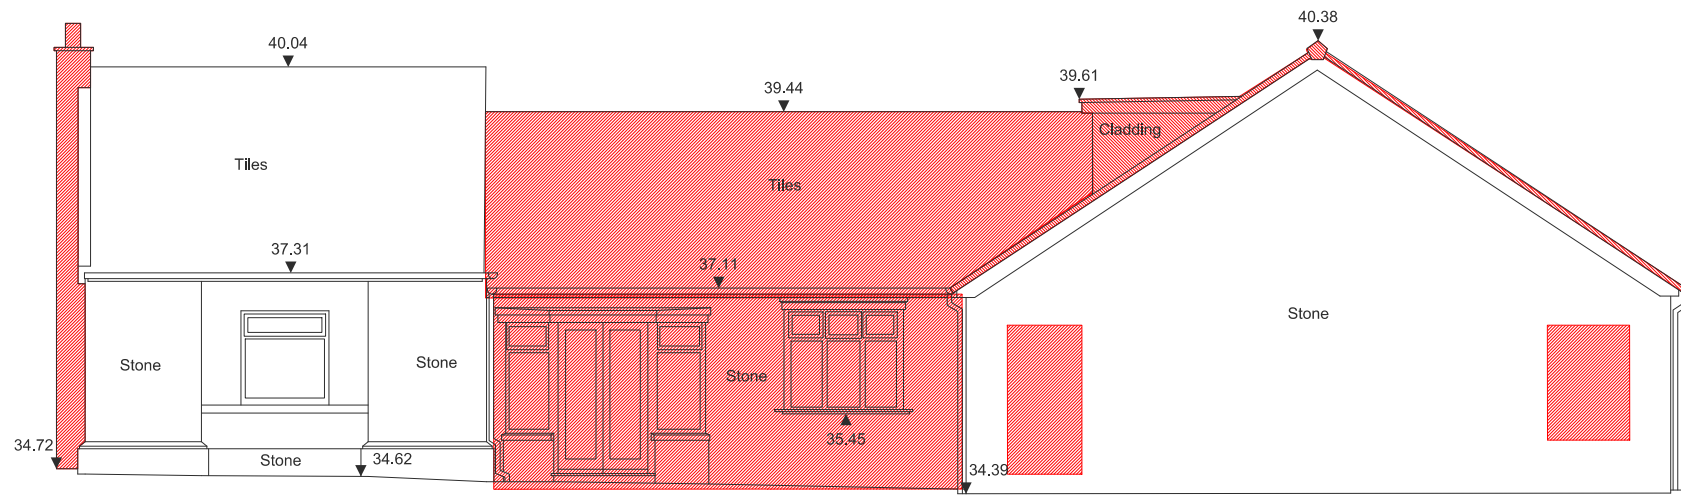 40.04
40.38
39.61
39.44
Cladding
Tiles
Tiles
37.31
37.11
Stone
Stone
Stone
Stone
35.45
34.72
Stone
34.62
34.39